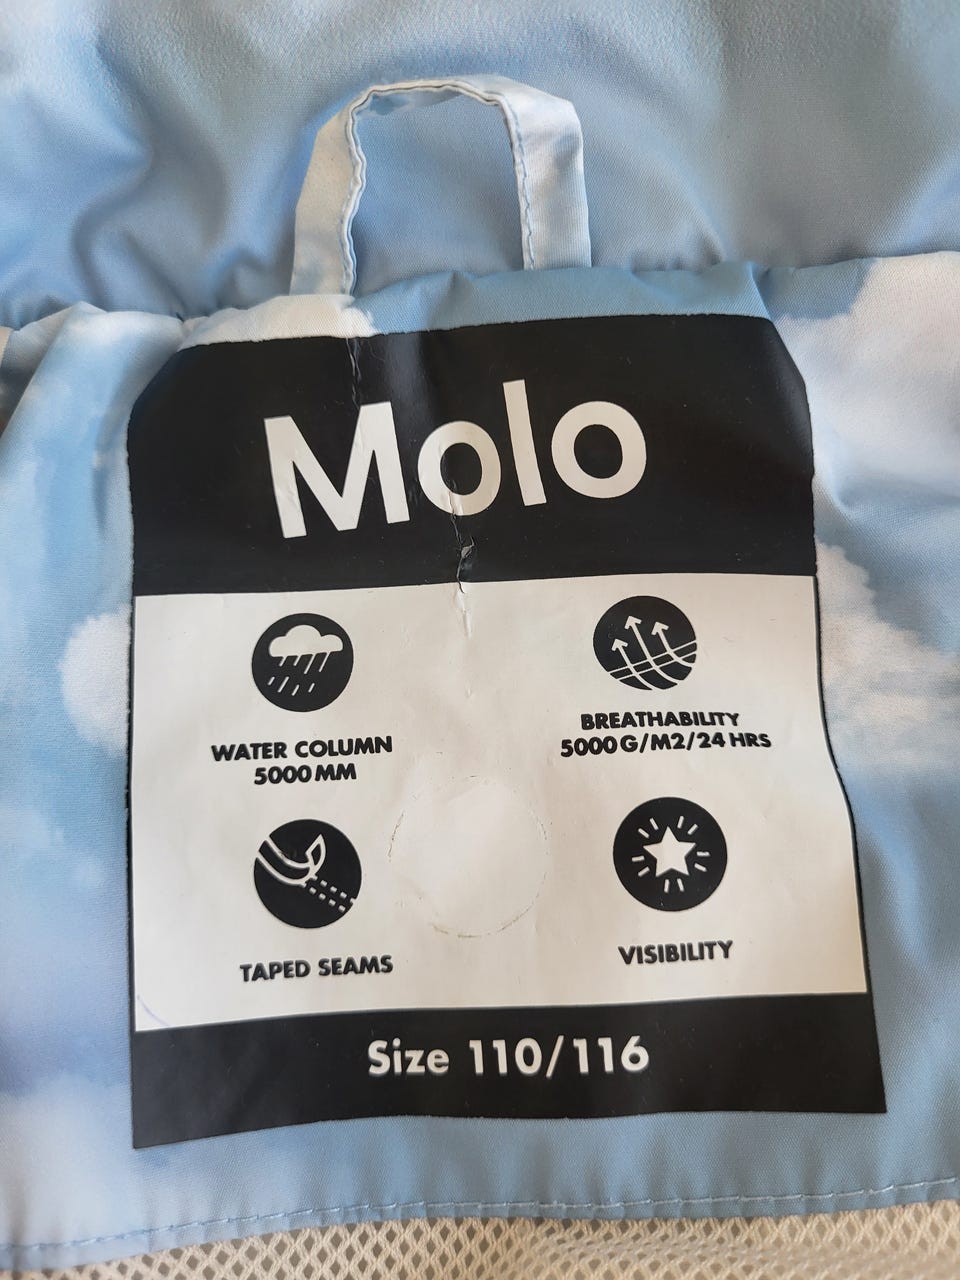 Molo
WATER COLUMN
5000 MM
BREATHABILITY
5000 G/M2/24 HRS
TAPED SEAMS
VISIBILITY
Size 110/116